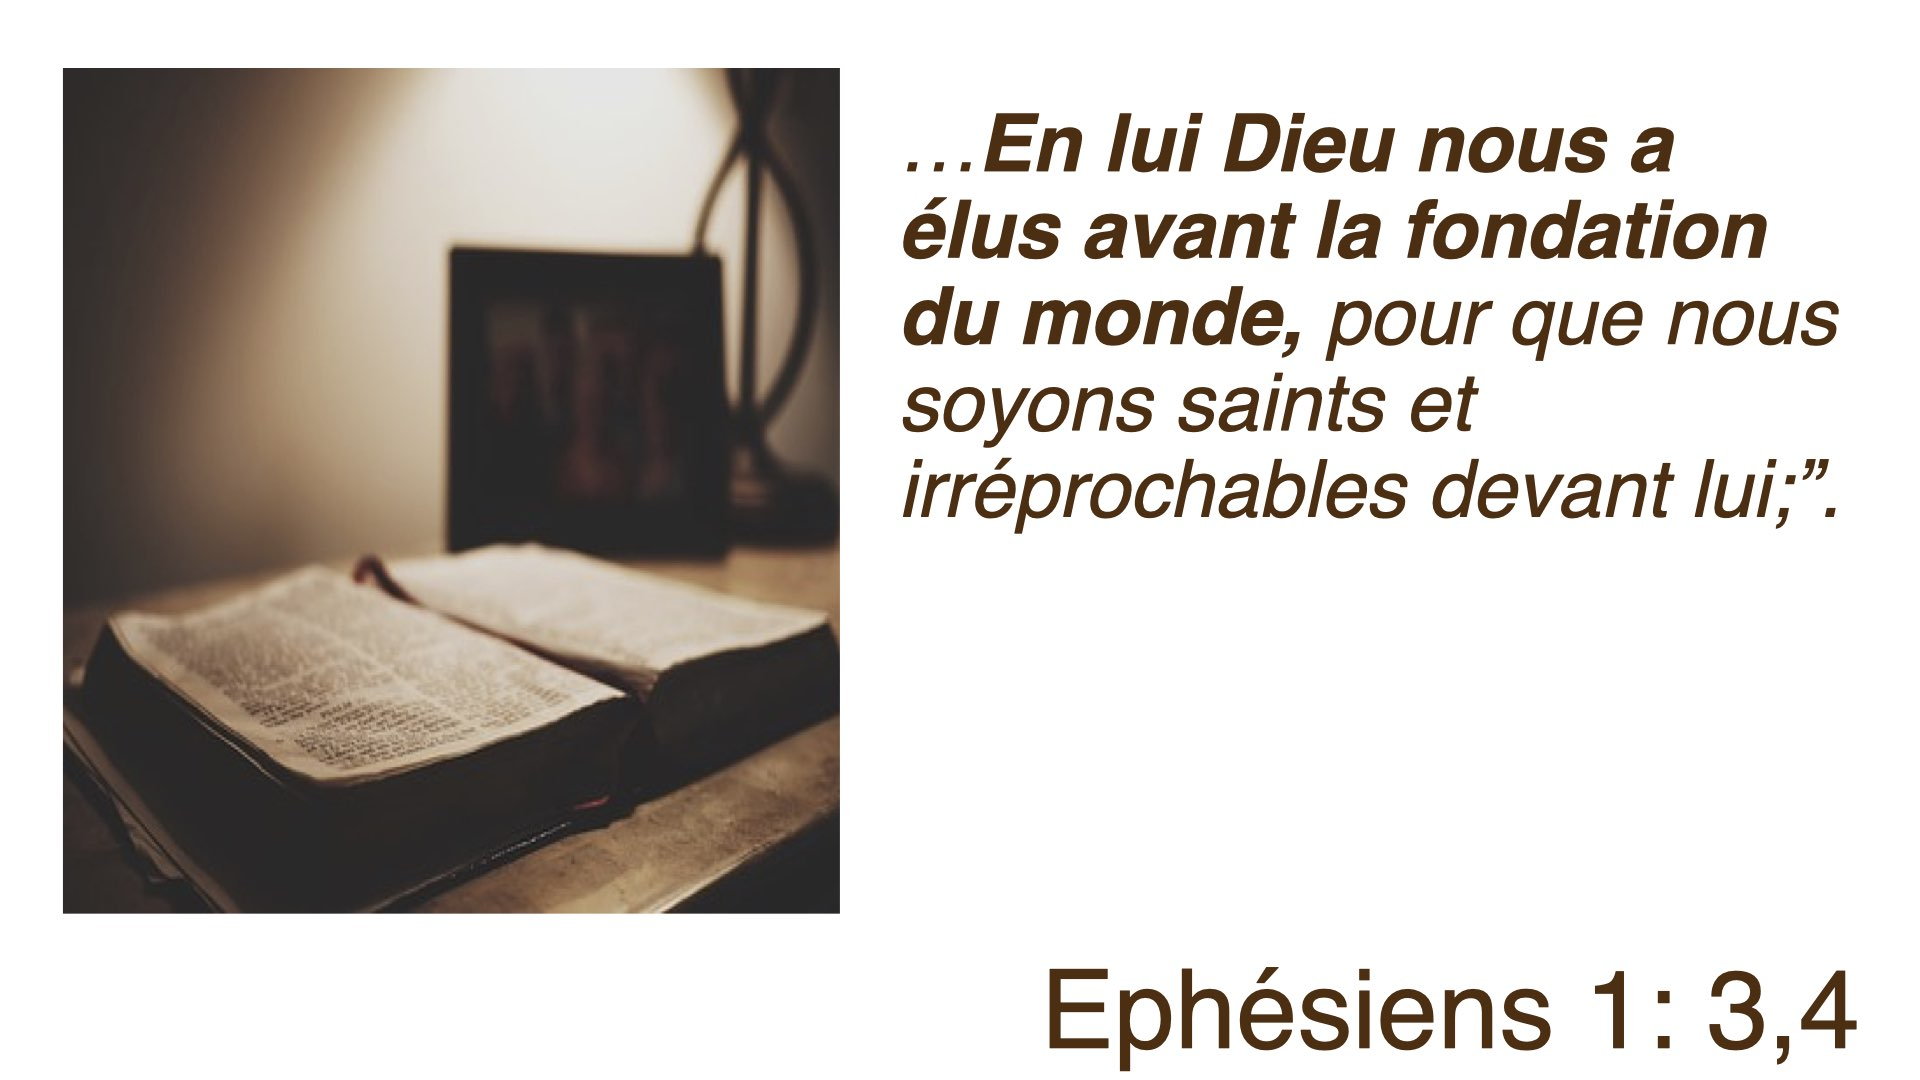 …En lui Dieu nous a
élus avant la fondation
du monde, pour que nous
soyons saints et
irréprochables devant lui;”.
Ephésiens 1: 3,4